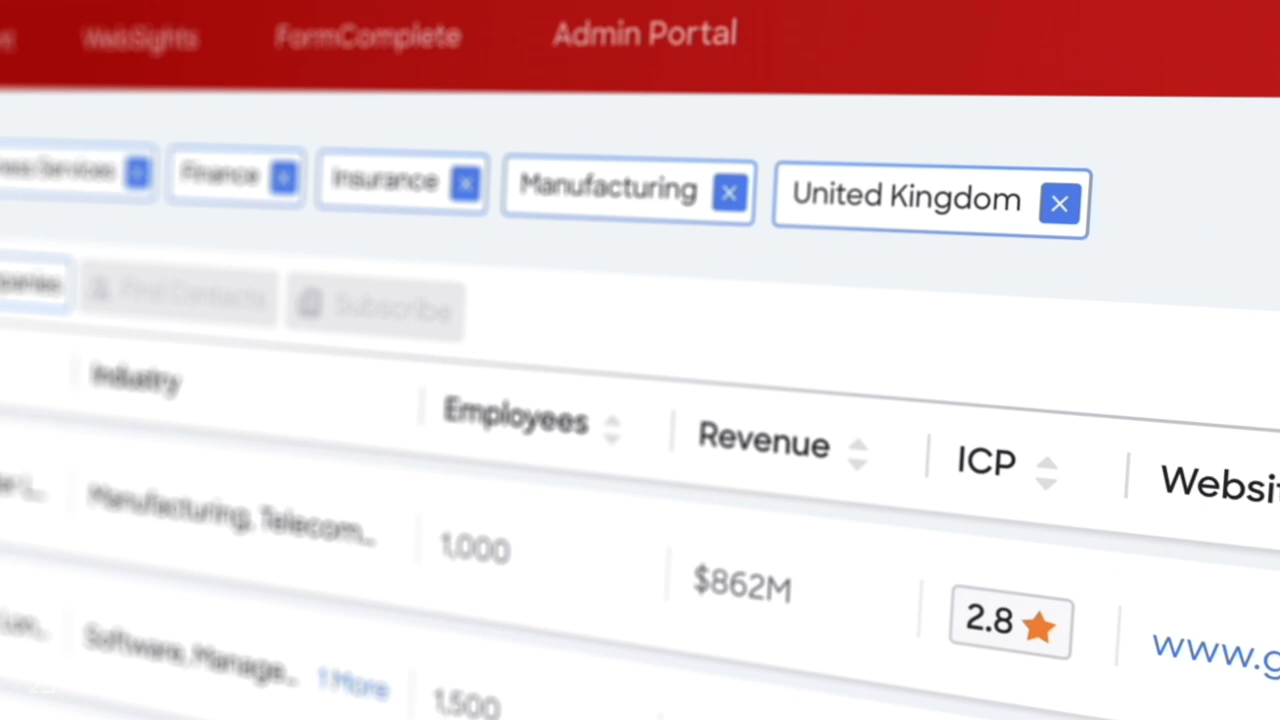 WebSights FormComplete Admin Portal
Services Finance Insurance Manufacturing United Kingdom
Find Contacts Subscribe
Industry Employees Revenue ICP Websit
Manufacturing, Telecom... 1,000 $862M 2.8 www.g
Software, Manage... 1 More 1,500